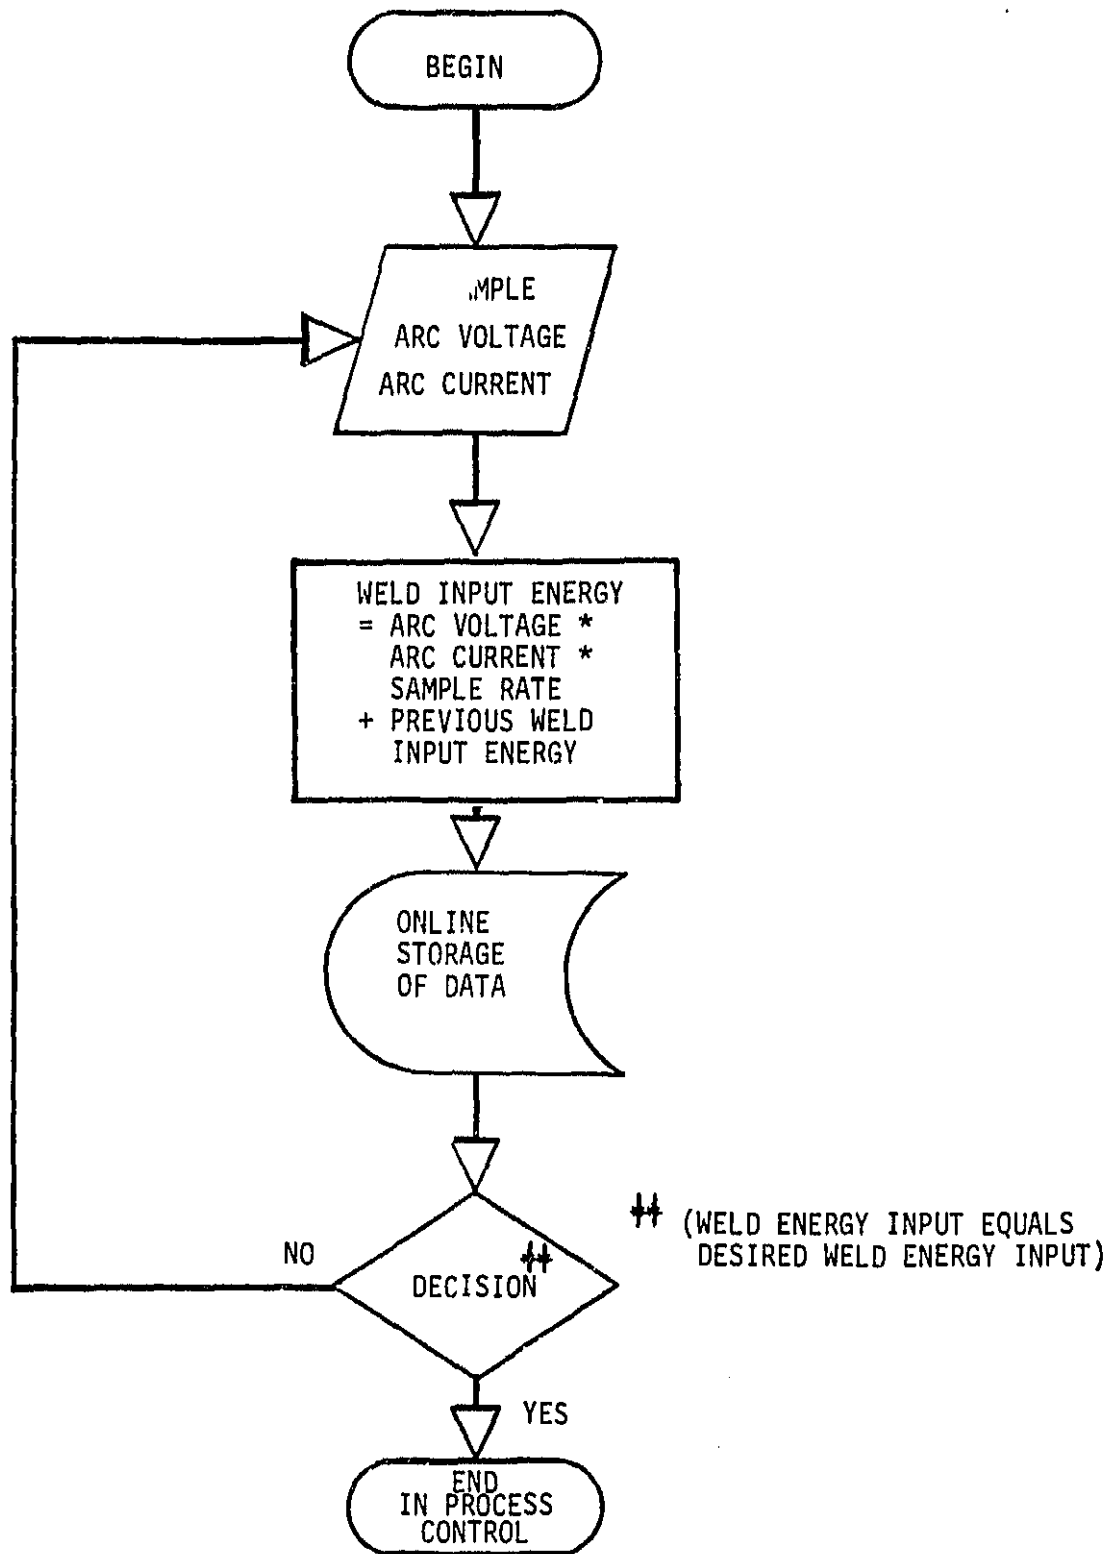 BEGIN
ARC VOLTAGE
ARC CURRENT
WELD INPUT ENERGY
= ARC VOLTAGE *
ARC CURRENT *
SAMPLE RATE
+ PREVIOUS WELD
INPUT ENERGY
ONLINE
STORAGE
OF DATA
NO
DECISION ‡‡
‡‡ (WELD ENERGY INPUT EQUALS
DESIRED WELD ENERGY INPUT)
YES
END
IN PROCESS
CONTROL